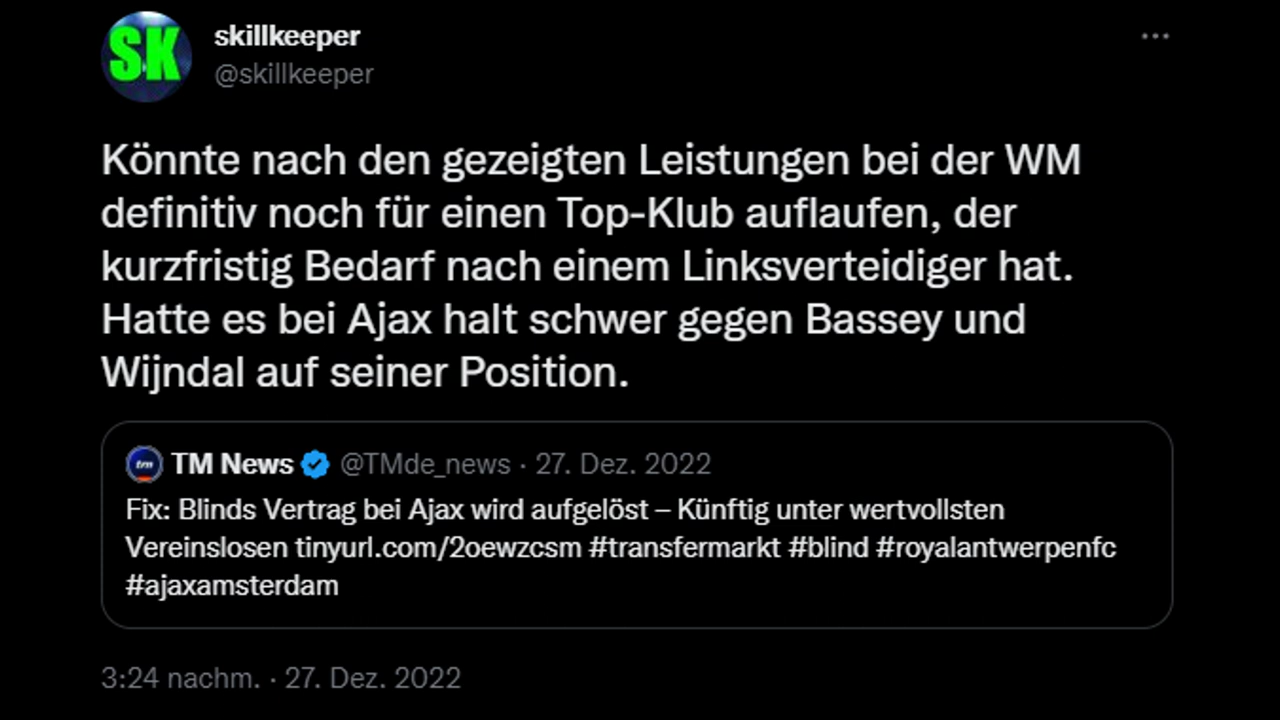 SK
skillkeeper
@skillkeeper
Könnte nach den gezeigten Leistungen bei der WM
definitiv noch für einen Top-Klub auflaufen, der
kurzfristig Bedarf nach einem Linksverteidiger hat.
Hatte es bei Ajax halt schwer gegen Bassey und
Wijndal auf seiner Position.
tm
TM News @TMde_news · 27. Dez. 2022
Fix: Blinds Vertrag bei Ajax wird aufgelöst – Künftig unter wertvollsten
Vereinslosen tinyurl.com/2oewzcsm #transfermarkt #blind #royalantwerpenfc
#ajaxamsterdam
3:24 nachm. · 27. Dez. 2022